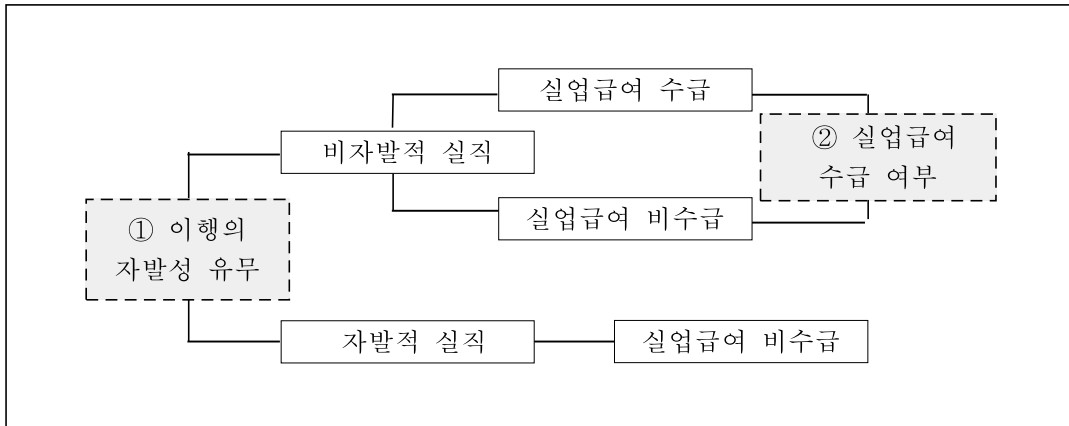 실업급여 수급
② 실업급여
수급 여부
비자발적 실직
실업급여 비수급
① 이행의
자발성 유무
자발적 실직
실업급여 비수급